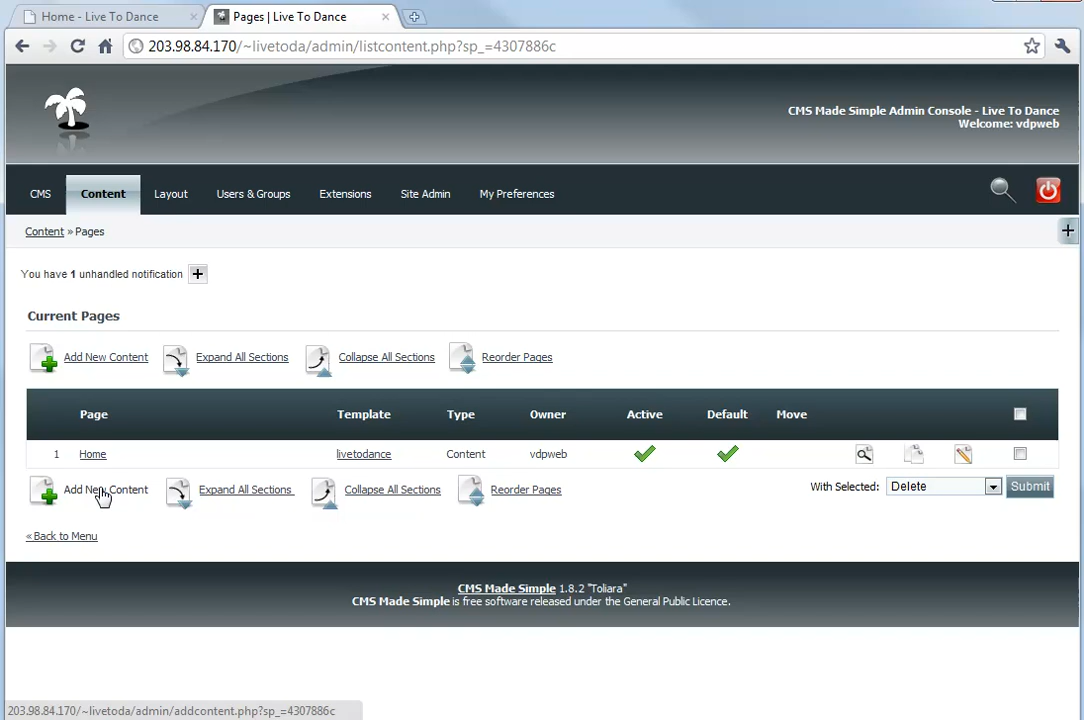 Home - Live To Dance
Pages | Live To Dance
203.98.84.170/~livetoda/admin/listcontent.php?sp_=4307886c
CMS Made Simple Admin Console - Live To Dance
Welcome: vdpweb
CMS Content Layout Users & Groups Extensions Site Admin My Preferences
Content » Pages
You have 1 unhandled notification
Current Pages
Add New Content Expand All Sections Collapse All Sections Reorder Pages
Page Template Type Owner Active Default Move
1 Home livetodance Content vdpweb
Add New Content Expand All Sections Collapse All Sections Reorder Pages With Selected: Delete Submit
« Back to Menu
CMS Made Simple 1.8.2 "Toliara"
CMS Made Simple is free software released under the General Public Licence.
203.98.84.170/~livetoda/admin/addcontent.php?sp_=4307886c